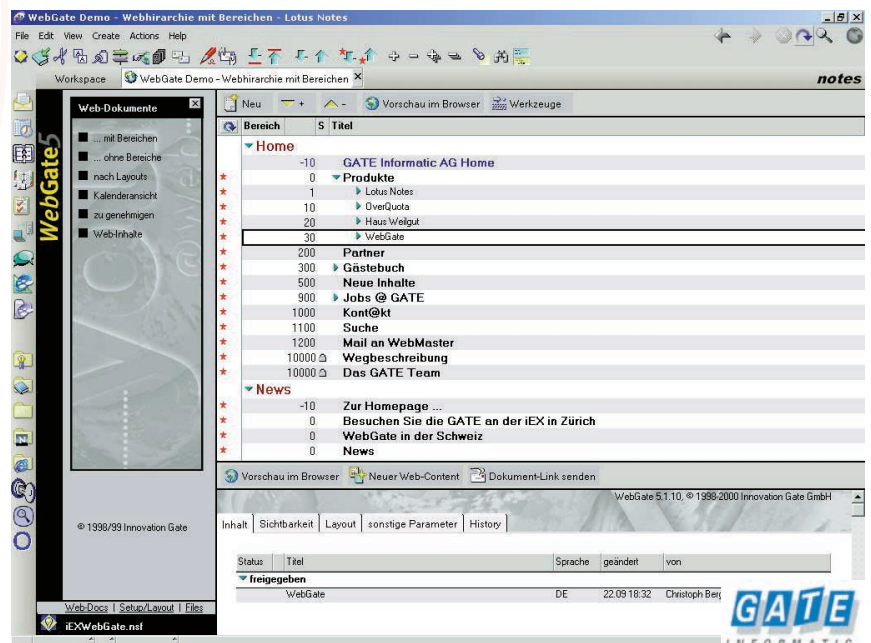 WebGate Demo - Webhirarchie mit Bereichen - Lotus Notes
File Edit View Create Actions Help
Workspace WebGate Demo - Webhirarchie mit Bereichen
notes
WebGate5
Web-Dokumente
... mit Bereichen
... ohne Bereiche
nach Layouts
Kalenderansicht
zu genehmigen
Web-Inhalte
© 1998/99 Innovation Gate
Web-Docs | Setup/Layout | Files
iEXWebGate.nsf
Neu + - Vorschau im Browser Werkzeuge
Bereich S Titel
Home
-10 GATE Informatic AG Home
0 Produkte
1 Lotus Notes
10 OverQuota
20 Haus Weilgut
30 WebGate
200 Partner
300 Gästebuch
500 Neue Inhalte
900 Jobs @ GATE
1000 Kont@kt
1100 Suche
1200 Mail an WebMaster
10000 Wegbeschreibung
10000 Das GATE Team
News
-10 Zur Homepage ...
0 Besuchen Sie die GATE an der iEX in Zürich
0 WebGate in der Schweiz
0 News
Vorschau im Browser Neuer Web-Content Dokument-Link senden
WebGate 5.1.10, © 1998-2000 Innovation Gate GmbH
Inhalt Sichtbarkeit Layout sonstige Parameter History
Status Titel Sprache geändert von
freigegeben
WebGate DE 22.09 18:32 Christoph Berg
GATE
INFORMATIC